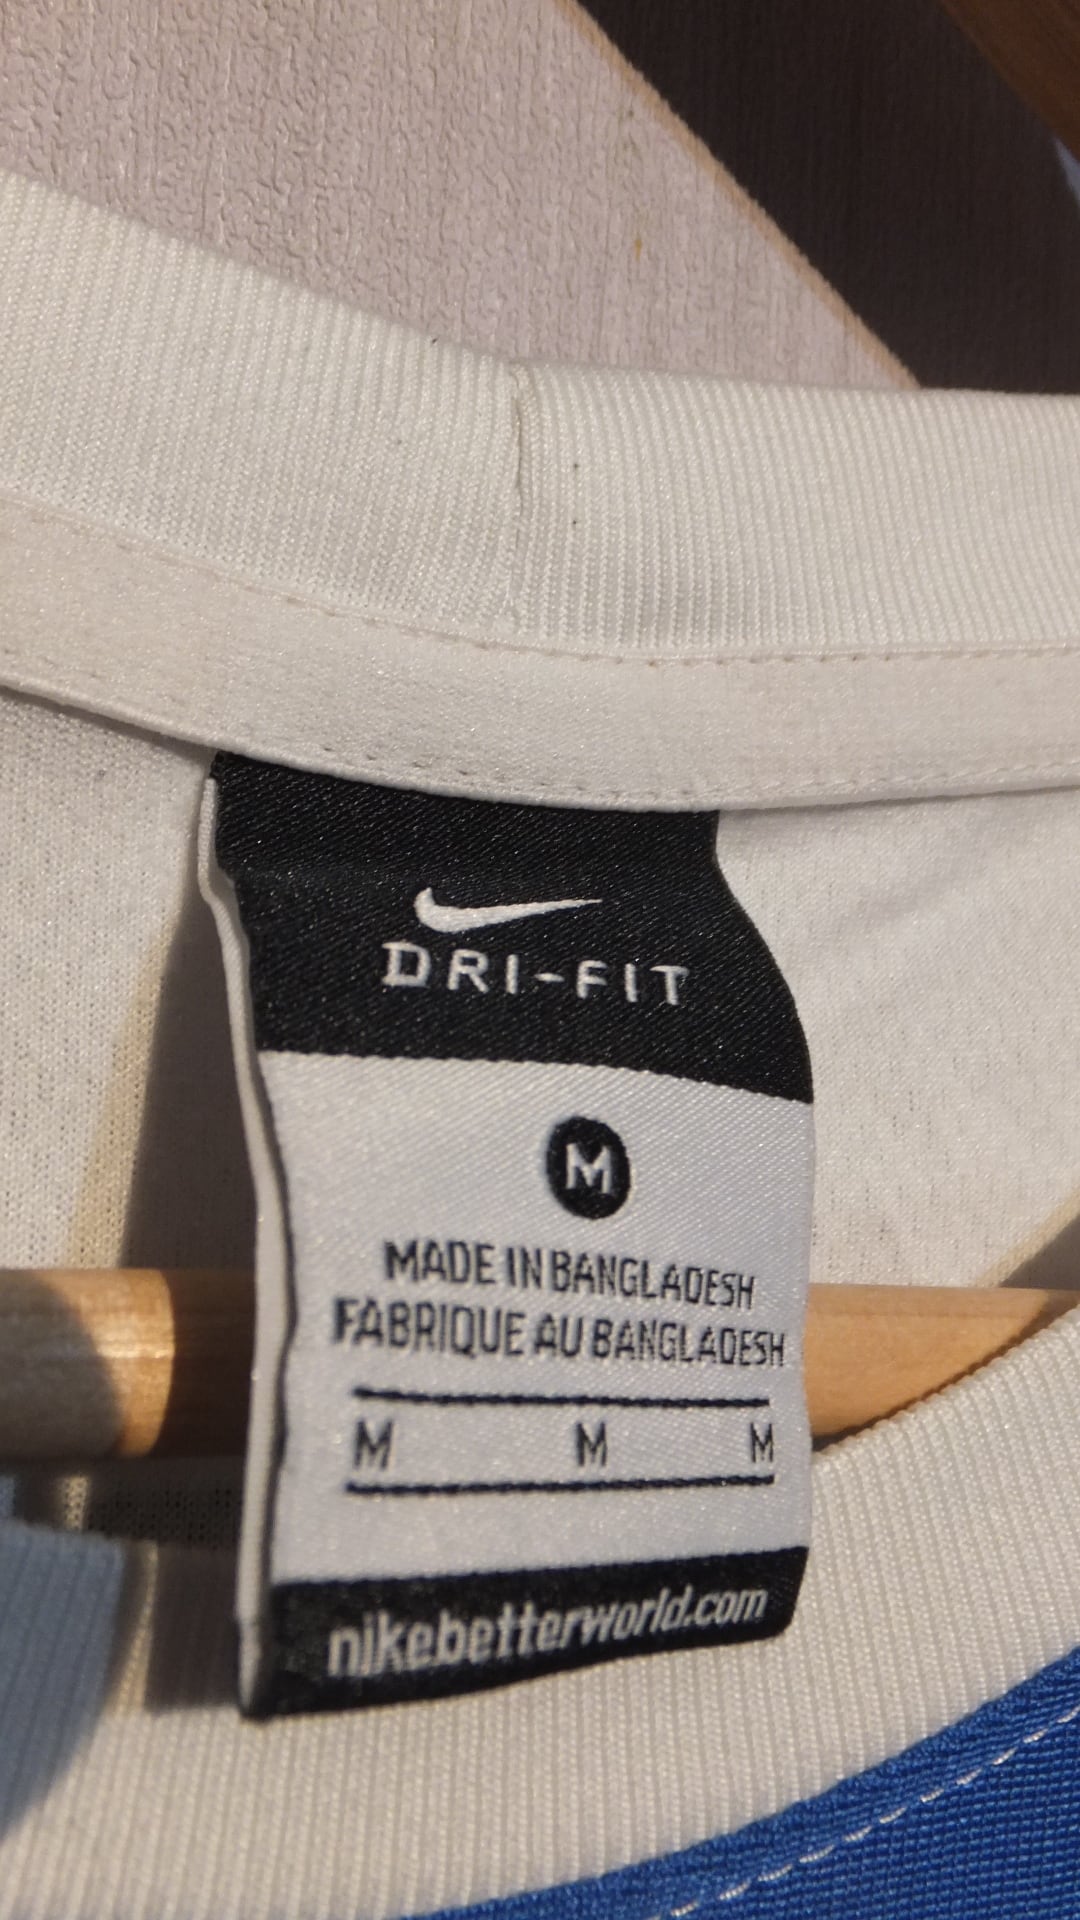 DRI-FIT
M
MADE IN BANGLADESH
FABRIQUE AU BANGLADESH
M M M
nikebetterworld.com